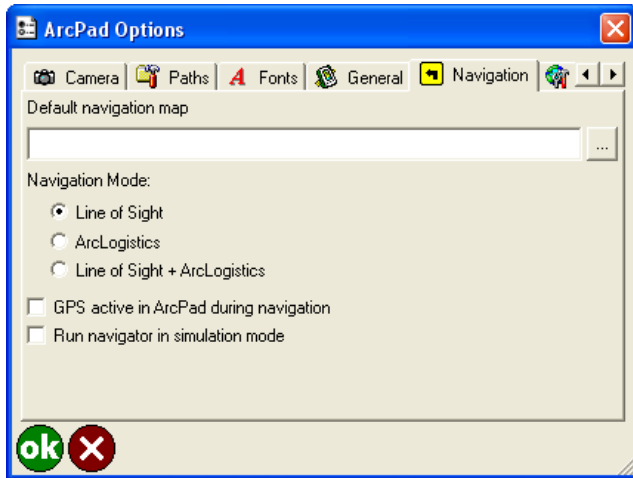 ArcPad Options
Camera Paths A Fonts General Navigation
Default navigation map
...
Navigation Mode:
Line of Sight
ArcLogistics
Line of Sight + ArcLogistics
GPS active in ArcPad during navigation
Run navigator in simulation mode
ok